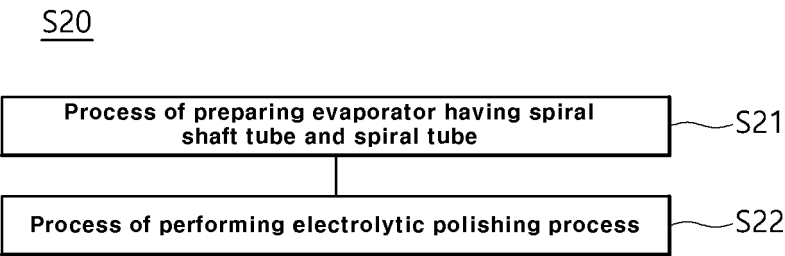 S20
Process of preparing evaporator having spiral
shaft tube and spiral tube
S21
Process of performing electrolytic polishing process
S22